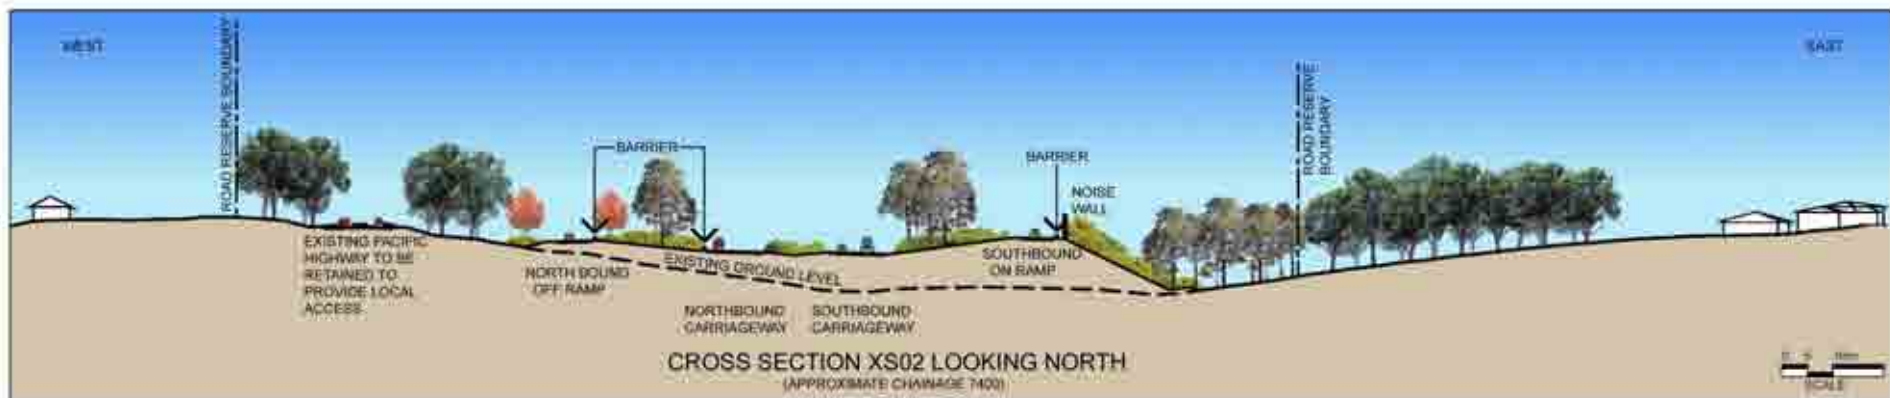 WEST
EAST
ROAD RESERVE BOUNDARY
BARRIER
BARRIER
NOISE
WALL
ROAD RESERVE
BOUNDARY
EXISTING PACIFIC
HIGHWAY TO BE
RETAINED TO
PROVIDE LOCAL
ACCESS
NORTH BOUND
OFF RAMP
EXISTING GROUND LEVEL
SOUTHBOUND
ON RAMP
NORTHBOUND
CARRIAGEWAY
SOUTHBOUND
CARRIAGEWAY
CROSS SECTION XS02 LOOKING NORTH
(APPROXIMATE CHAINAGE 7400)
SCALE